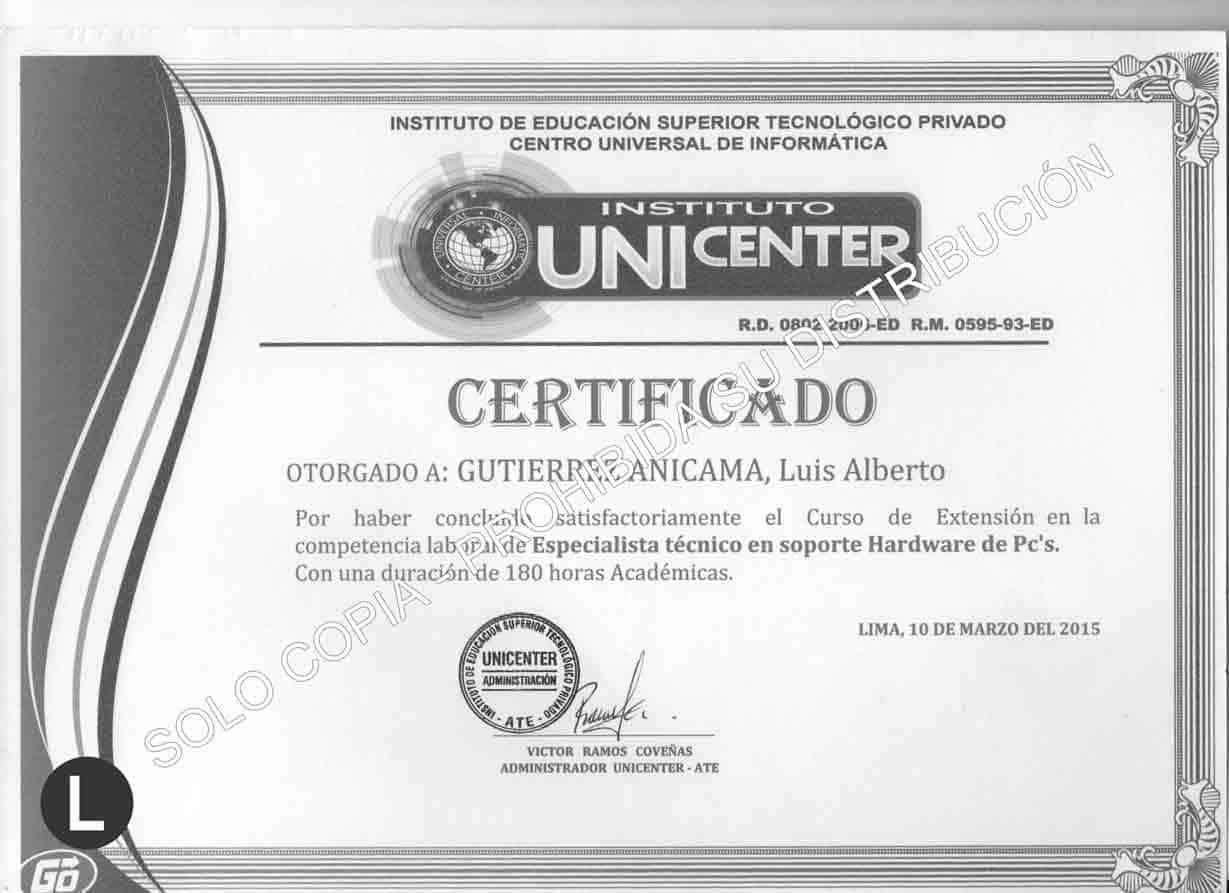 INSTITUTO DE EDUCACIÓN SUPERIOR TECNOLÓGICO PRIVADO
CENTRO UNIVERSAL DE INFORMÁTICA
INSTITUTO
UNICENTER
UNIVERSAL INFORMATIC
CENTER
R.D. 0802-2006-ED R.M. 0595-93-ED
CERTIFICADO
OTORGADO A: GUTIERREZ ANICAMA, Luis Alberto
Por haber concluido satisfactoriamente el Curso de Extensión en la
competencia laboral de Especialista técnico en soporte Hardware de Pc's.
Con una duración de 180 horas Académicas.
LIMA, 10 DE MARZO DEL 2015
INSTITUTO DE EDUCACIÓN SUPERIOR TECNOLÓGICO PRIVADO
UNICENTER
ADMINISTRACIÓN
- ATE -
VICTOR RAMOS COVEÑAS
ADMINISTRADOR UNICENTER - ATE
SOLO COPIA - PROHIBIDA SU DISTRIBUCIÓN
L
GO